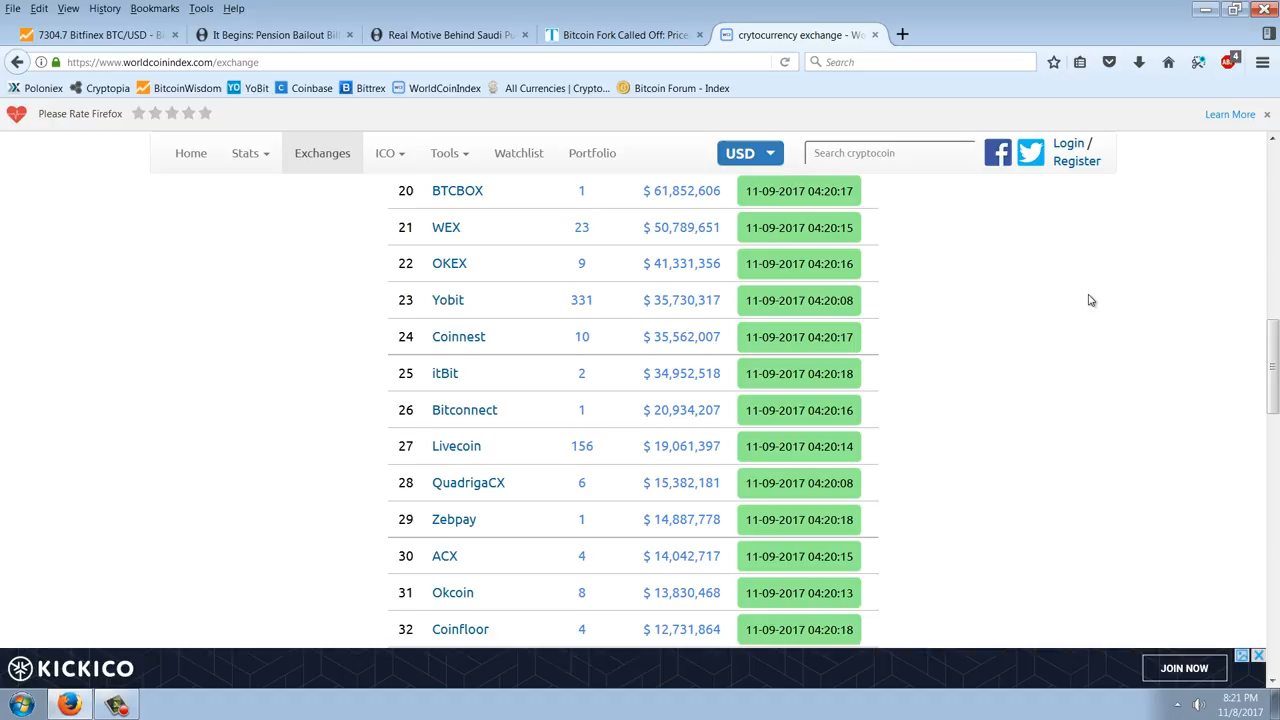 File Edit View History Bookmarks Tools Help
7304.7 Bitfinex BTC/USD - Bi × It Begins: Pension Bailout Bill × Real Motive Behind Saudi Pu × Bitcoin Fork Called Off: Price × crytocurrency exchange - Wo × +
https://www.worldcoinindex.com/exchange Search 4
Poloniex Cryptopia BitcoinWisdom YoBit Coinbase Bittrex WorldCoinIndex All Currencies | Crypto... Bitcoin Forum - Index
Please Rate Firefox Learn More ×
Home Stats Exchanges ICO Tools Watchlist Portfolio USD Search cryptocoin Login / Register
20 BTCBOX 1 $ 61,852,606 11-09-2017 04:20:17
21 WEX 23 $ 50,789,651 11-09-2017 04:20:15
22 OKEX 9 $ 41,331,356 11-09-2017 04:20:16
23 Yobit 331 $ 35,730,317 11-09-2017 04:20:08
24 Coinnest 10 $ 35,562,007 11-09-2017 04:20:17
25 itBit 2 $ 34,952,518 11-09-2017 04:20:18
26 Bitconnect 1 $ 20,934,207 11-09-2017 04:20:16
27 Livecoin 156 $ 19,061,397 11-09-2017 04:20:14
28 QuadrigaCX 6 $ 15,382,181 11-09-2017 04:20:08
29 Zebpay 1 $ 14,887,778 11-09-2017 04:20:18
30 ACX 4 $ 14,042,717 11-09-2017 04:20:15
31 Okcoin 8 $ 13,830,468 11-09-2017 04:20:13
32 Coinfloor 4 $ 12,731,864 11-09-2017 04:20:18
KICKICO JOIN NOW
8:21 PM
11/8/2017